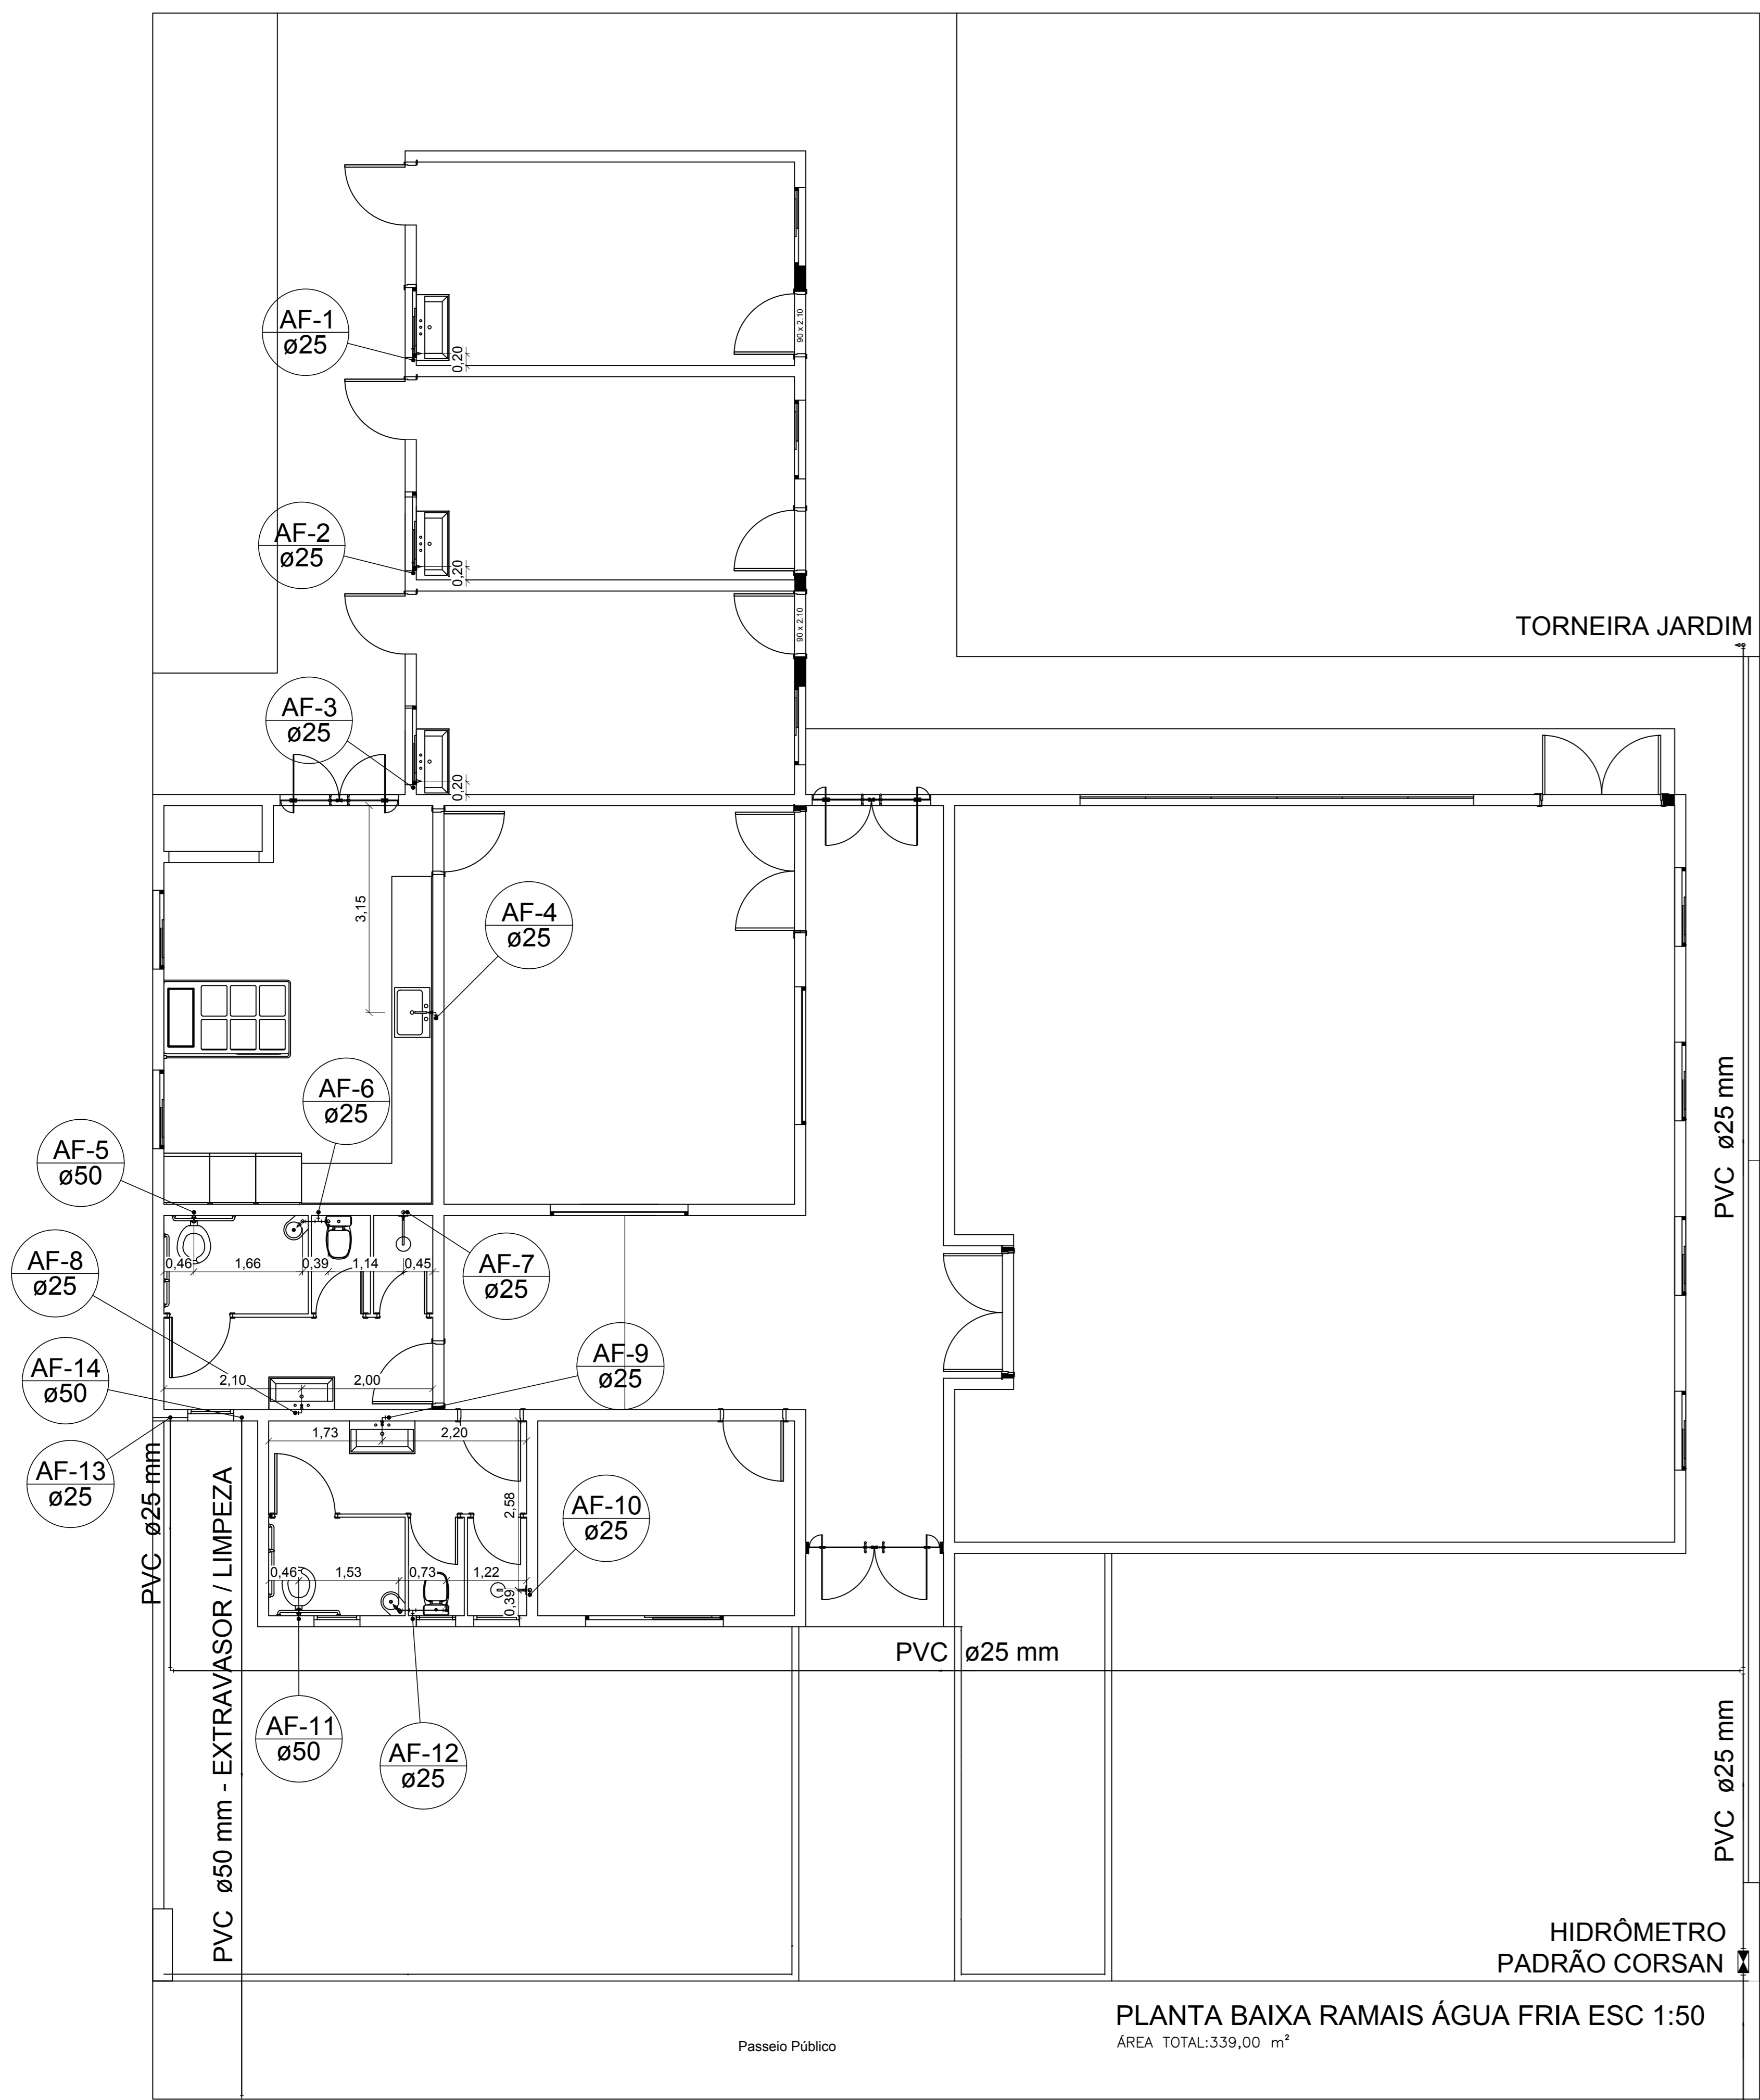 AF-1
ø25
0,20
90 x 2.10
AF-2
ø25
0,20
90 x 2.10
TORNEIRA JARDIM
AF-3
ø25
0,20
3,15
AF-4
ø25
AF-6
ø25
PVC ø25 mm
AF-5
ø50
AF-8
ø25
0,46
1,66
0,39
1,14
0,45
AF-7
ø25
AF-14
ø50
2,10
2,00
AF-9
ø25
1,73
2,20
AF-13
ø25
PVC ø25 mm
PVC ø50 mm - EXTRAVASOR / LIMPEZA
2,58
AF-10
ø25
0,46
1,53
0,73
1,22
0,39
PVC ø25 mm
AF-11
ø50
AF-12
ø25
PVC ø25 mm
HIDRÔMETRO
PADRÃO CORSAN
PLANTA BAIXA RAMAIS ÁGUA FRIA ESC 1:50
ÁREA TOTAL:339,00 m²
Passeio Público